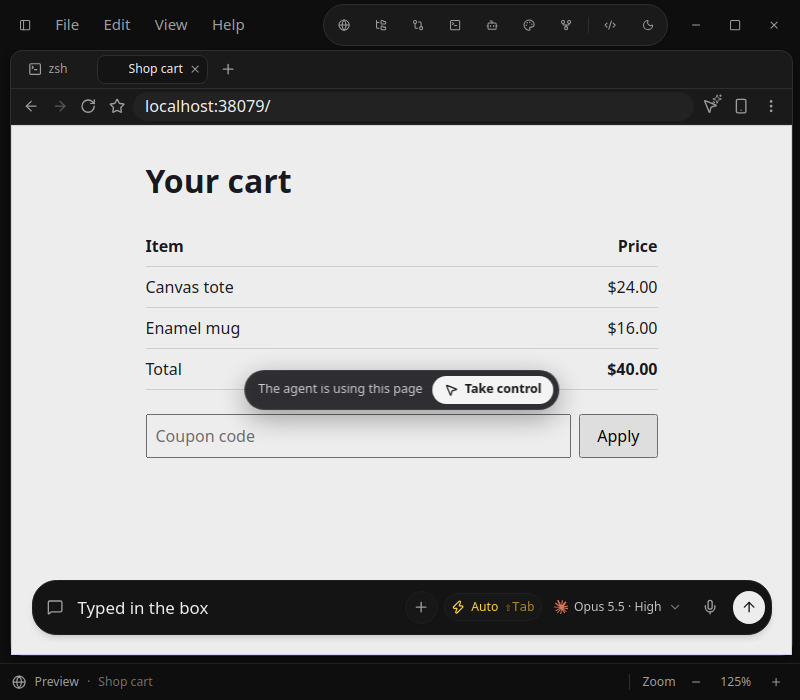 File Edit View Help
zsh
Shop cart
localhost:38079/
Your cart
Item Price
Canvas tote $24.00
Enamel mug $16.00
Total $40.00
The agent is using this page Take control
Coupon code Apply
Typed in the box Auto ⇧Tab Opus 5.5 · High
Preview · Shop cart Zoom − 125% +